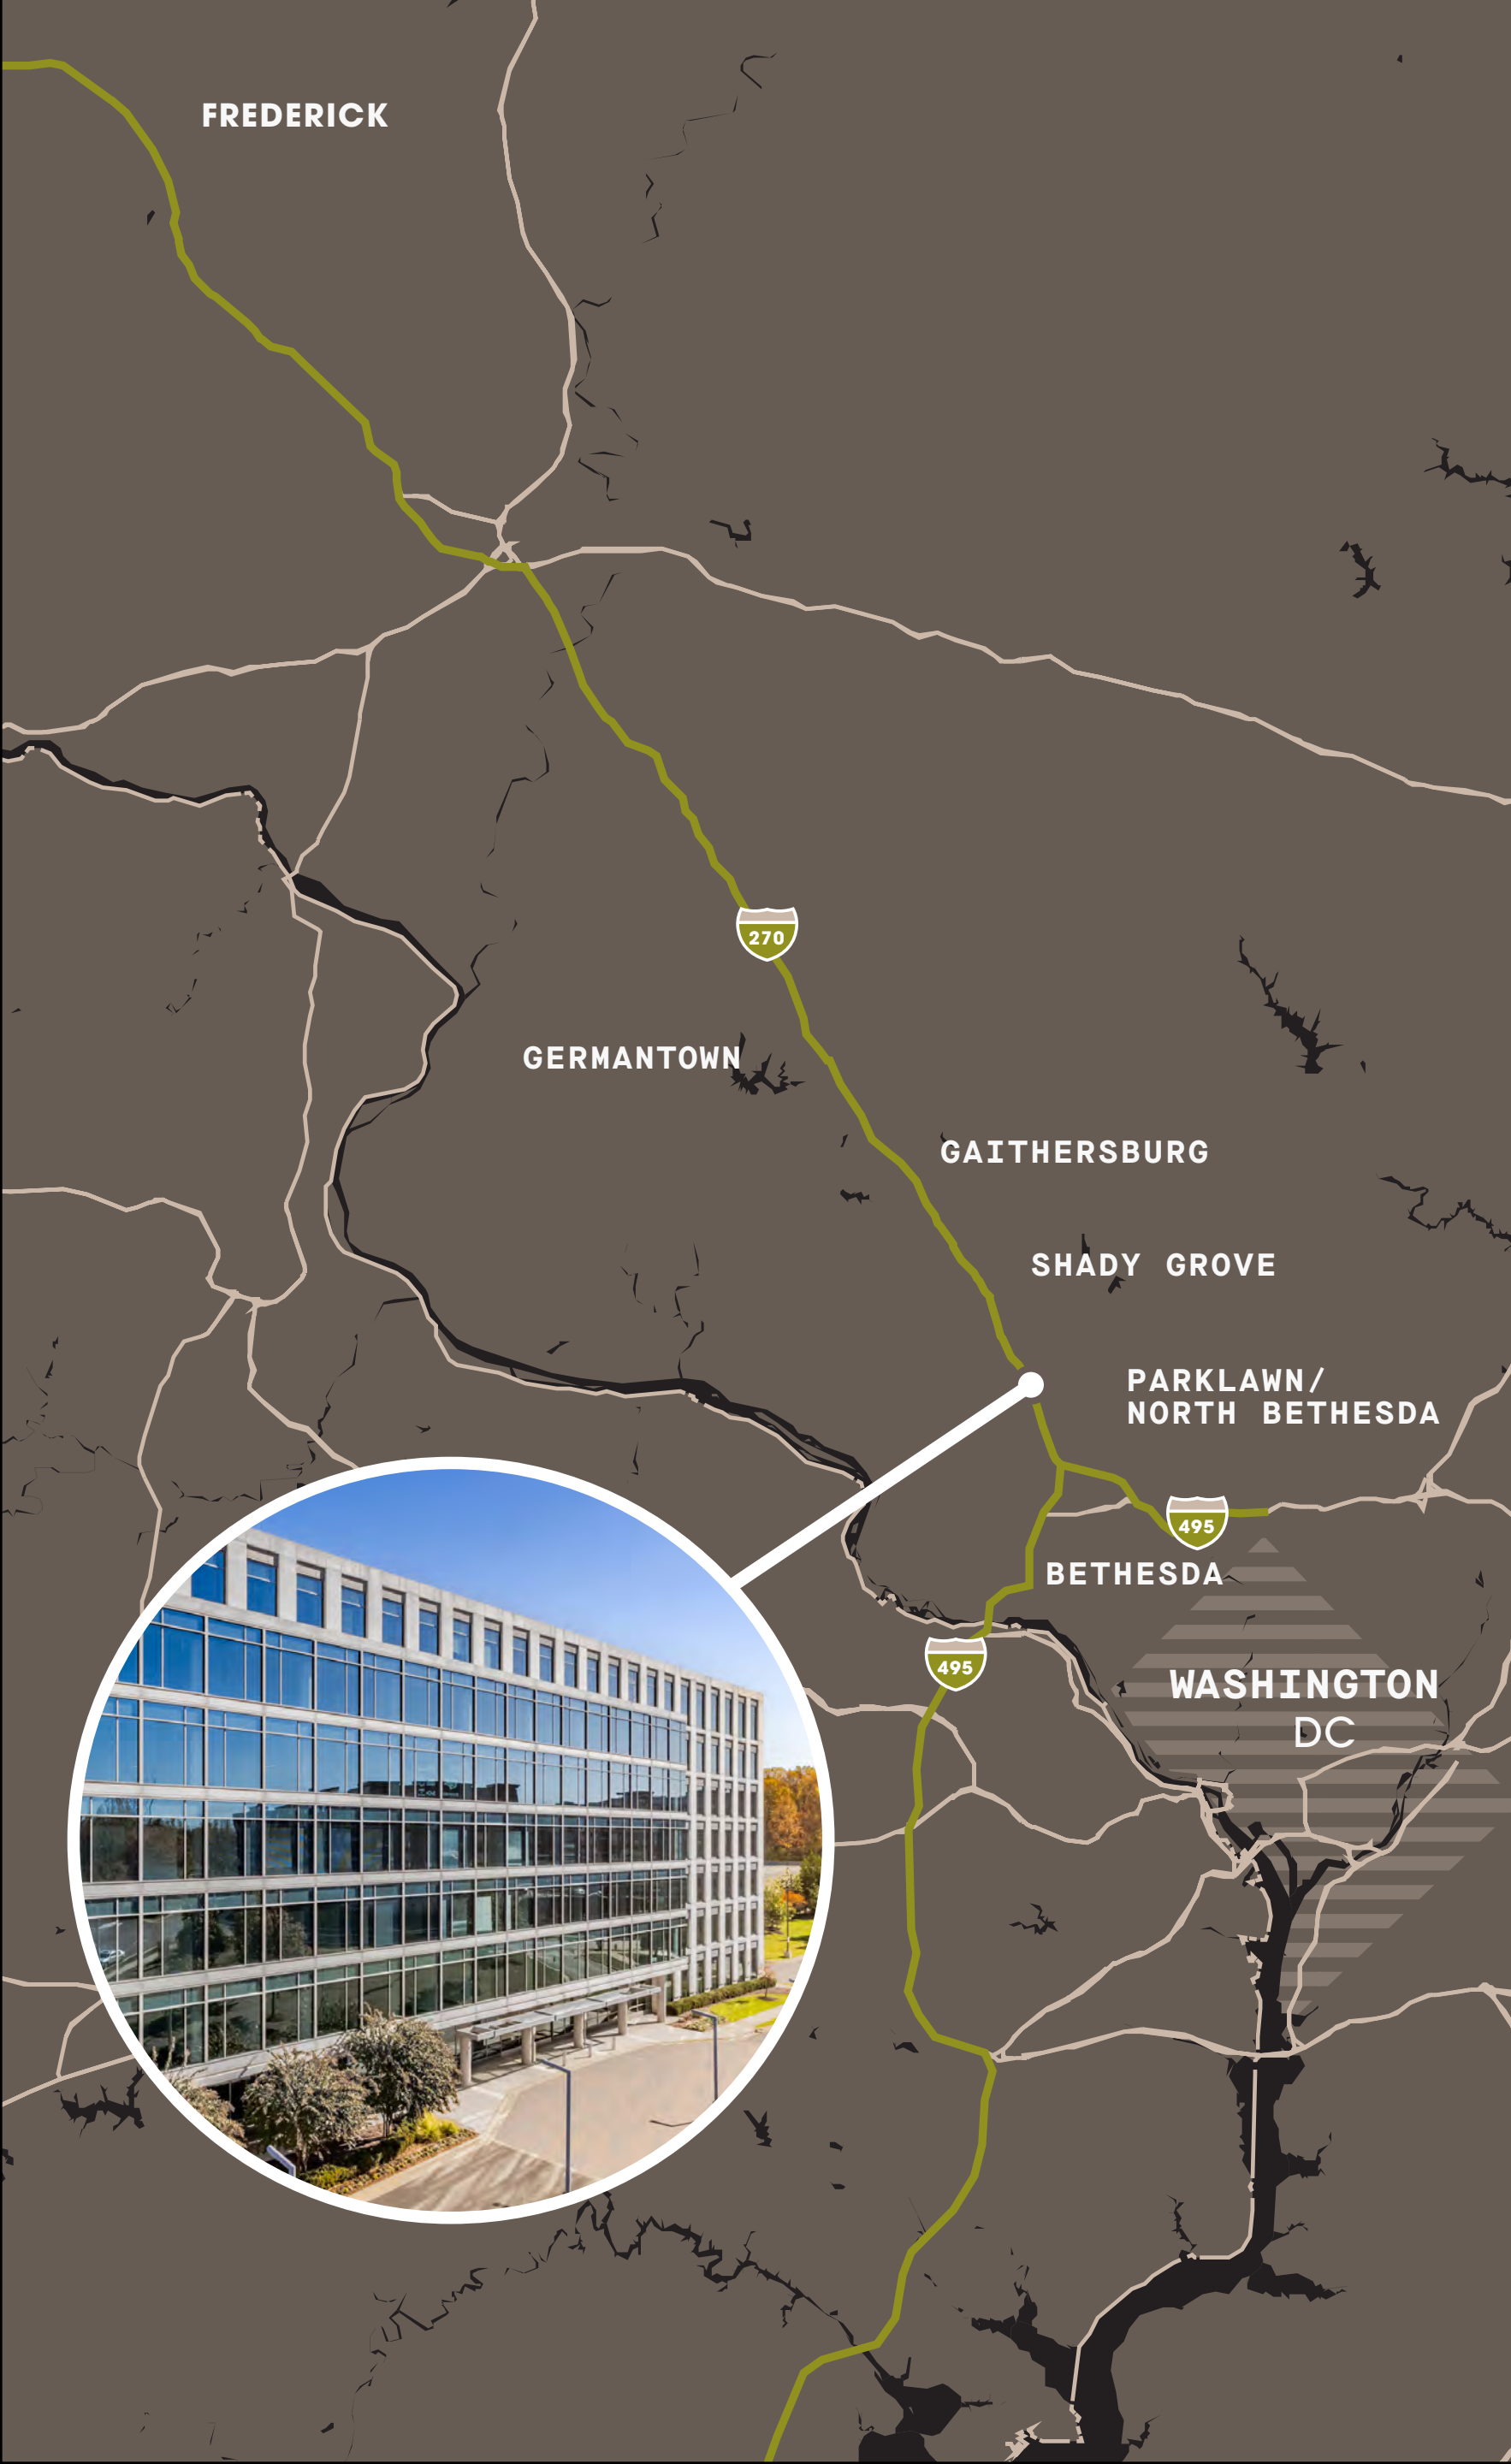 FREDERICK
270
GERMANTOWN
GAITHERSBURG
SHADY GROVE
PARKLAWN/
NORTH BETHESDA
495
BETHESDA
495
WASHINGTON
DC